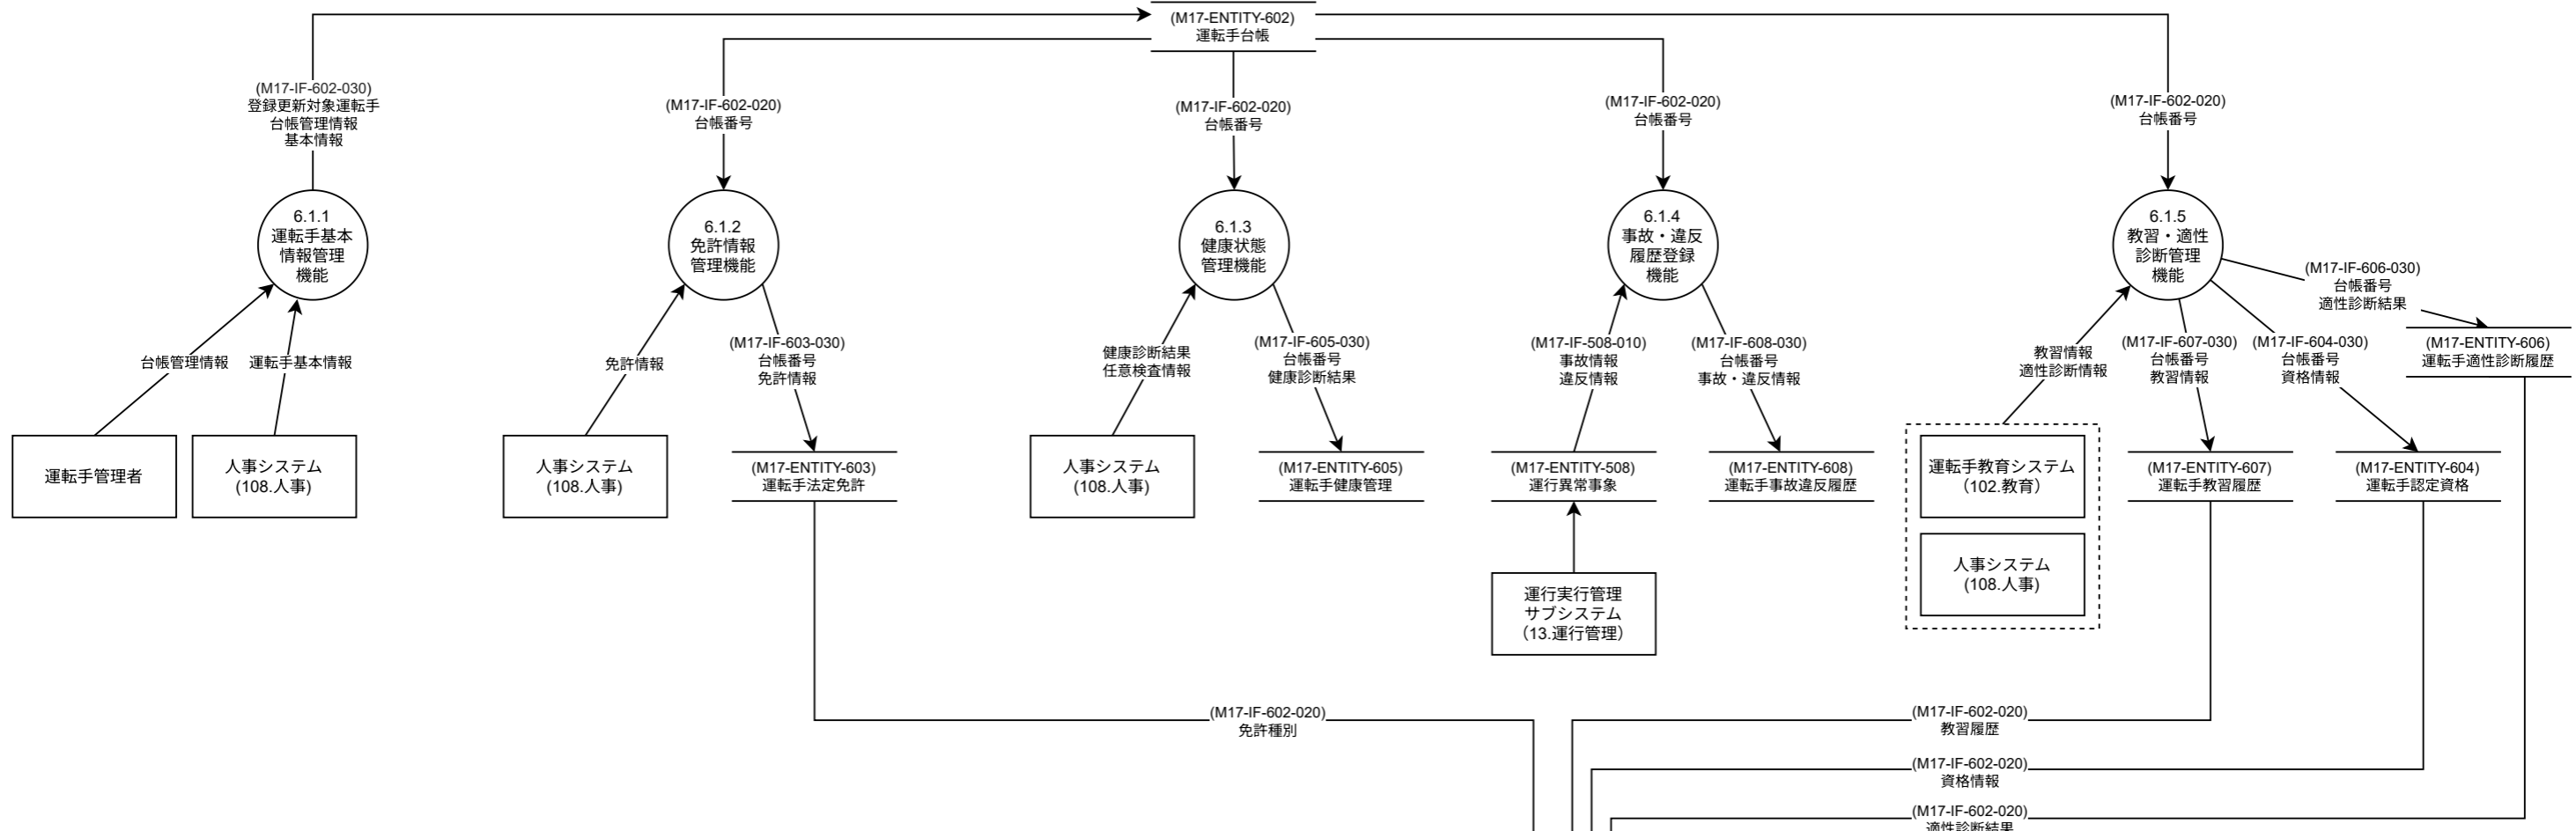 (M17-ENTITY-602)
運転手台帳
(M17-IF-602-030)
登録更新対象運転手
台帳管理情報
基本情報
(M17-IF-602-020)
台帳番号
(M17-IF-602-020)
台帳番号
(M17-IF-602-020)
台帳番号
(M17-IF-602-020)
台帳番号
6.1.1
運転手基本
情報管理
機能
6.1.2
免許情報
管理機能
6.1.3
健康状態
管理機能
6.1.4
事故・違反
履歴登録
機能
6.1.5
教習・適性
診断管理
機能
(M17-IF-606-030)
台帳番号
適性診断結果
台帳管理情報
運転手基本情報
免許情報
(M17-IF-603-030)
台帳番号
免許情報
健康診断結果
任意検査情報
(M17-IF-605-030)
台帳番号
健康診断結果
(M17-IF-508-010)
事故情報
違反情報
(M17-IF-608-030)
台帳番号
事故・違反情報
教習情報
適性診断情報
(M17-IF-607-030)
台帳番号
教習情報
(M17-IF-604-030)
台帳番号
資格情報
(M17-ENTITY-606)
運転手適性診断履歴
運転手管理者
人事システム
(108.人事)
人事システム
(108.人事)
(M17-ENTITY-603)
運転手法定免許
人事システム
(108.人事)
(M17-ENTITY-605)
運転手健康管理
(M17-ENTITY-508)
運行異常事象
(M17-ENTITY-608)
運転手事故違反履歴
運転手教育システム
（102.教育）
(M17-ENTITY-607)
運転手教習履歴
(M17-ENTITY-604)
運転手認定資格
人事システム
(108.人事)
運行実行管理
サブシステム
（13.運行管理）
(M17-IF-602-020)
免許種別
(M17-IF-602-020)
教習履歴
(M17-IF-602-020)
資格情報
(M17-IF-602-020)
適性診断結果